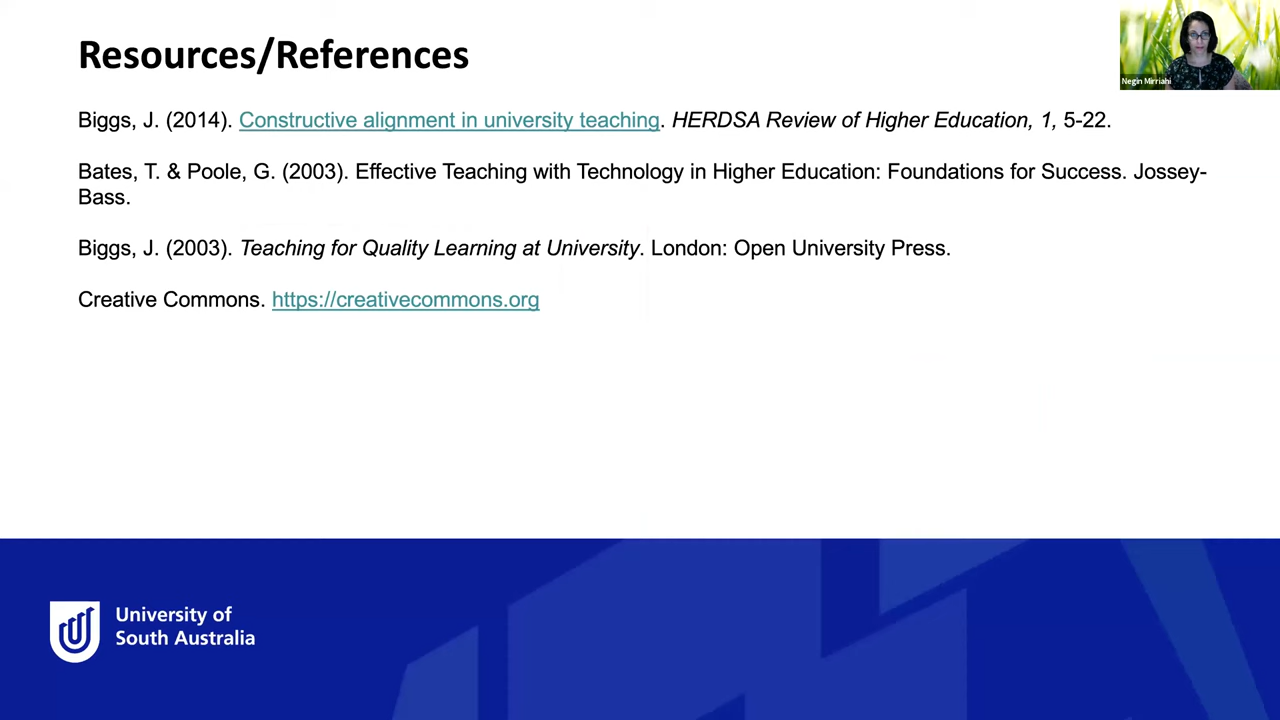 Resources/References
Negin Mirriahi
Biggs, J. (2014). Constructive alignment in university teaching. HERDSA Review of Higher Education, 1, 5-22.
Bates, T. & Poole, G. (2003). Effective Teaching with Technology in Higher Education: Foundations for Success. Jossey-
Bass.
Biggs, J. (2003). Teaching for Quality Learning at University. London: Open University Press.
Creative Commons. https://creativecommons.org
University of
South Australia